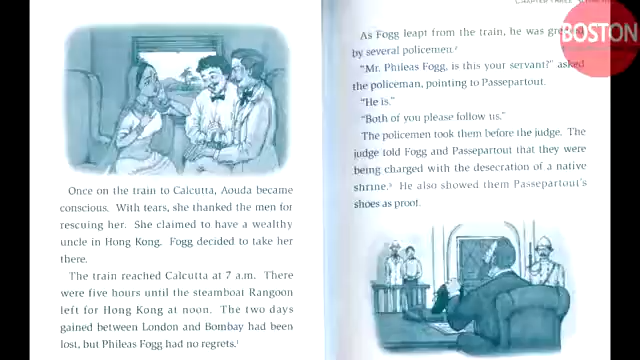 Once on the train to Calcutta, Aouda became
conscious. With tears, she thanked the men for
rescuing her. She claimed to have a wealthy
uncle in Hong Kong. Fogg decided to take her
there.
The train reached Calcutta at 7 a.m. There
were five hours until the steamboat Rangoon
left for Hong Kong at noon. The two days
gained between London and Bombay had been
lost, but Phileas Fogg had no regrets.¹
CHAPTER THREE
BOSTON
As Fogg leapt from the train, he was
by several policemen.²
"Mr. Phileas Fogg, is this your servant?" asked
the policeman, pointing to Passepartout.
"He is."
"Both of you please follow us."
The policemen took them before the judge. The
judge told Fogg and Passepartout that they were
being charged with the desecration of a native
shrine.³ He also showed them Passepartout's
shoes as proof.